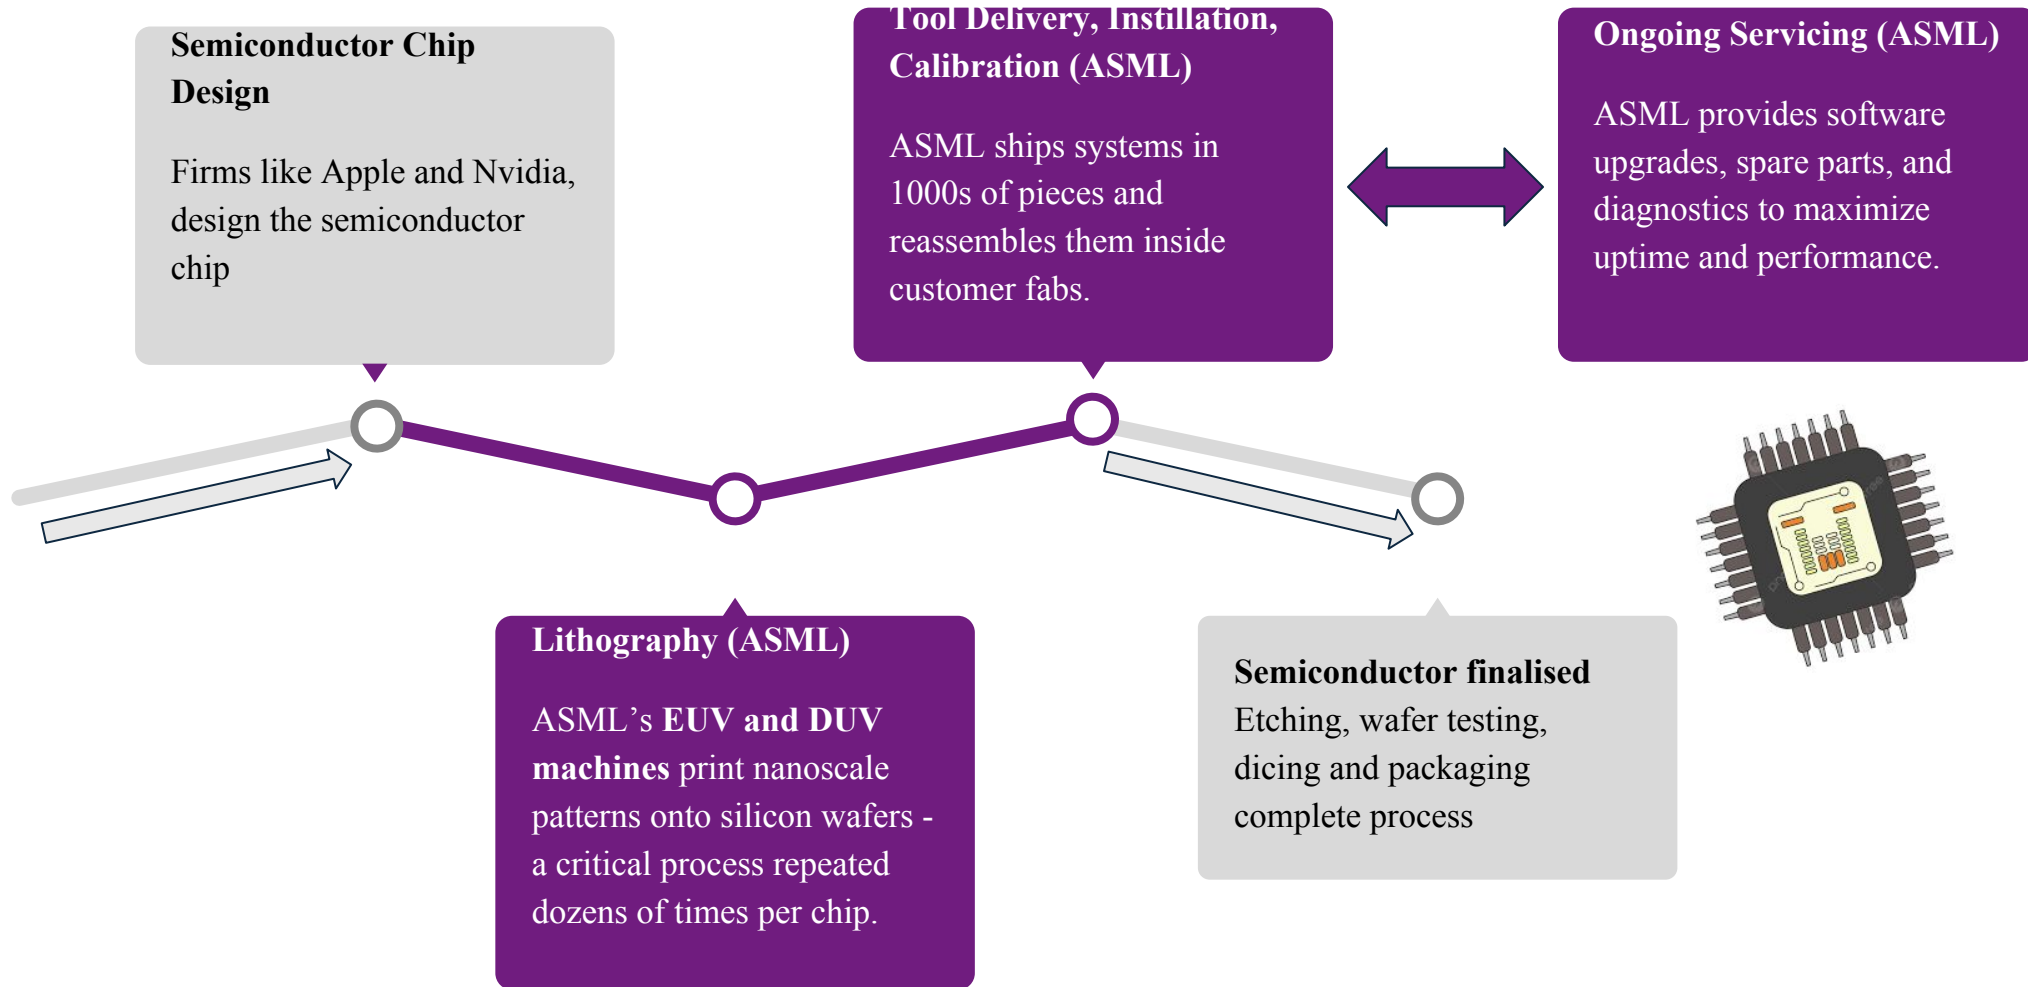 Semiconductor Chip
Design
Firms like Apple and Nvidia,
design the semiconductor
chip
Tool Delivery, Instillation,
Calibration (ASML)
ASML ships systems in
1000s of pieces and
reassembles them inside
customer fabs.
Ongoing Servicing (ASML)
ASML provides software
upgrades, spare parts, and
diagnostics to maximize
uptime and performance.
Lithography (ASML)
ASML’s EUV and DUV
machines print nanoscale
patterns onto silicon wafers -
a critical process repeated
dozens of times per chip.
Semiconductor finalised
Etching, wafer testing,
dicing and packaging
complete process